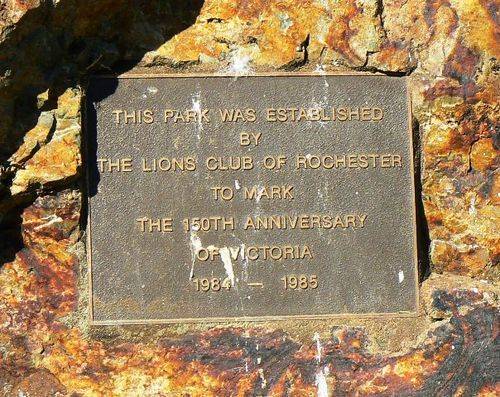 THIS PARK WAS ESTABLISHED
BY
THE LIONS CLUB OF ROCHESTER
TO MARK
THE 150TH ANNIVERSARY
OF VICTORIA
1984 — 1985